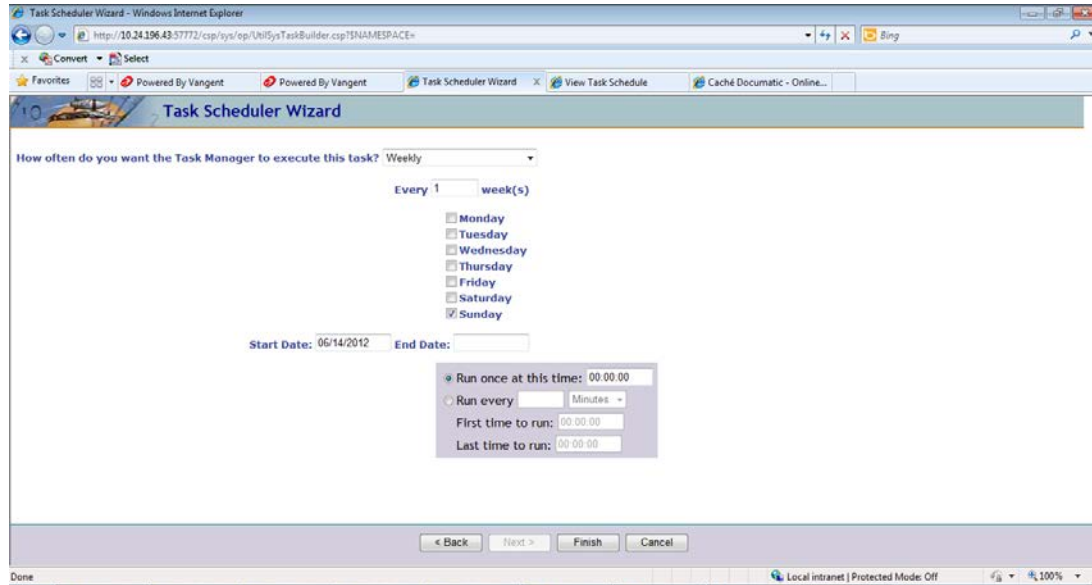 Task Scheduler Wizard - Windows Internet Explorer
http://10.24.196.43:57772/csp/sys/op/UtilSysTaskBuilder.csp?$NAMESPACE=
Bing
x Convert Select
Favorites Powered By Vangent Powered By Vangent Task Scheduler Wizard X View Task Schedule Caché Documatic - Online...
Task Scheduler Wizard
How often do you want the Task Manager to execute this task? Weekly
Every 1 week(s)
Monday
Tuesday
Wednesday
Thursday
Friday
Saturday
Sunday
Start Date: 06/14/2012 End Date:
Run once at this time: 00:00:00
Run every Minutes
First time to run: 00:00:00
Last time to run: 00:00:00
< Back Next > Finish Cancel
Done Local intranet | Protected Mode: Off 100%